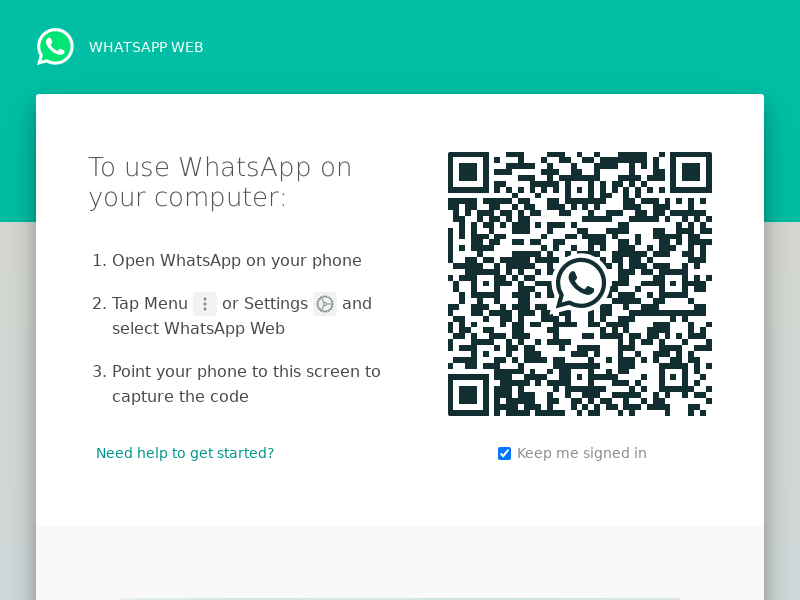 WHATSAPP WEB
To use WhatsApp on
your computer:
1. Open WhatsApp on your phone
2. Tap Menu or Settings and
select WhatsApp Web
3. Point your phone to this screen to
capture the code
Need help to get started?
Keep me signed in